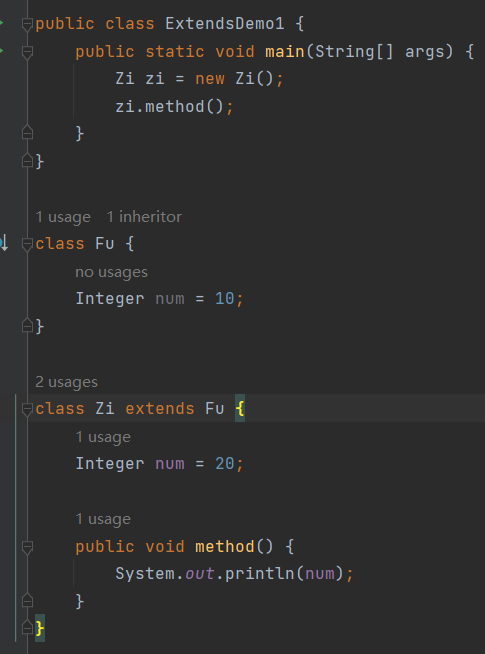 public class ExtendsDemo1 {
public static void main(String[] args) {
Zi zi = new Zi();
zi.method();
}
}
1 usage 1 inheritor
class Fu {
no usages
Integer num = 10;
}
2 usages
class Zi extends Fu {
1 usage
Integer num = 20;
1 usage
public void method() {
System.out.println(num);
}
}